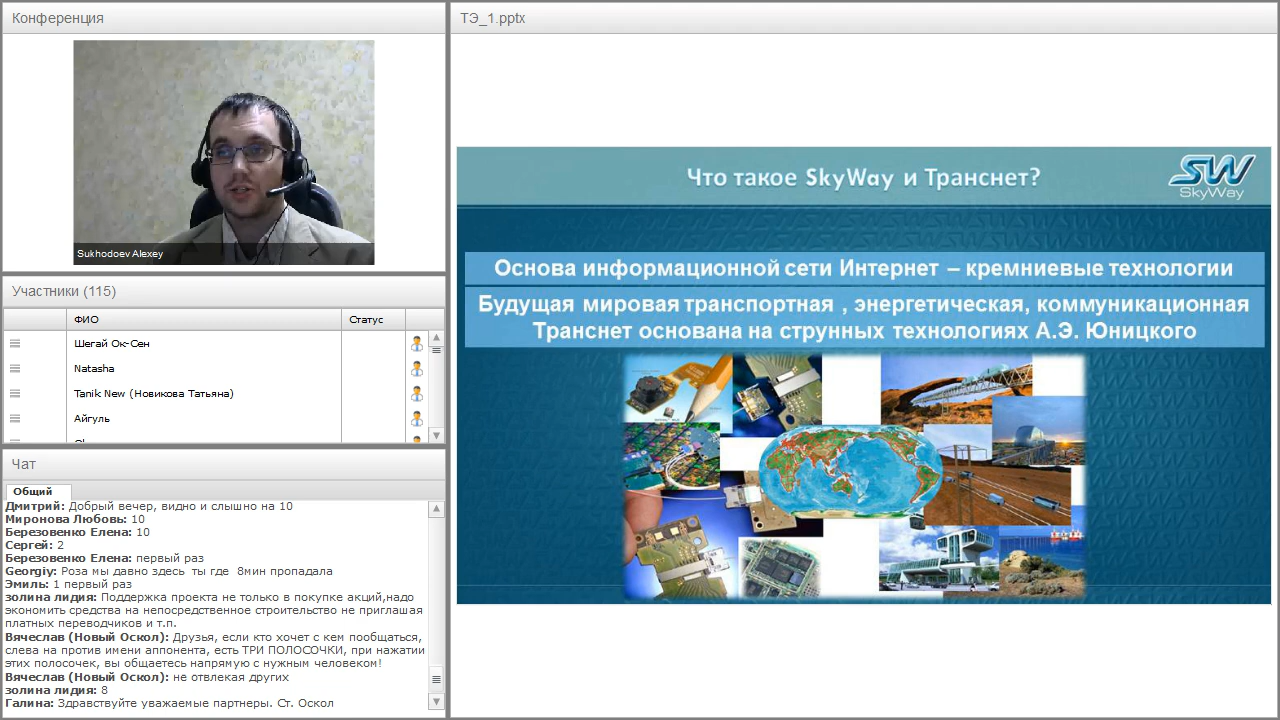 Конференция
Sukhodoev Alexey
Участники (115)
ФИО Статус
Шегай Ок-Сен
Natasha
Tanik New (Новикова Татьяна)
Айгуль
Чат
Общий
Дмитрий: Добрый вечер, видно и слышно на 10
Миронова Любовь: 10
Березовенко Елена: 10
Сергей: 2
Березовенко Елена: первый раз
Georgiy: Роза мы давно здесь ты где 8мин пропадала
Эмиль: 1 первый раз
золина лидия: Поддержка проекта не только в покупке акций,надо
экономить средства на непосредственное строительство не приглашая
платных переводчиков и т.п.
Вячеслав (Новый Оскол): Друзья, если кто хочет с кем пообщаться,
слева на против имени аппонента, есть ТРИ ПОЛОСОЧКИ, при нажатии
этих полосочек, вы общаетесь напрямую с нужным человеком!
Вячеслав (Новый Оскол): не отвлекая других
золина лидия: 8
Галина: Здравствуйте уважаемые партнеры. Ст. Оскол
ТЭ_1.pptx
Что такое SkyWay и Транснет?
SW
SkyWay
Основа информационной сети Интернет – кремниевые технологии
Будущая мировая транспортная , энергетическая, коммуникационная
Транснет основана на струнных технологиях А.Э. Юницкого